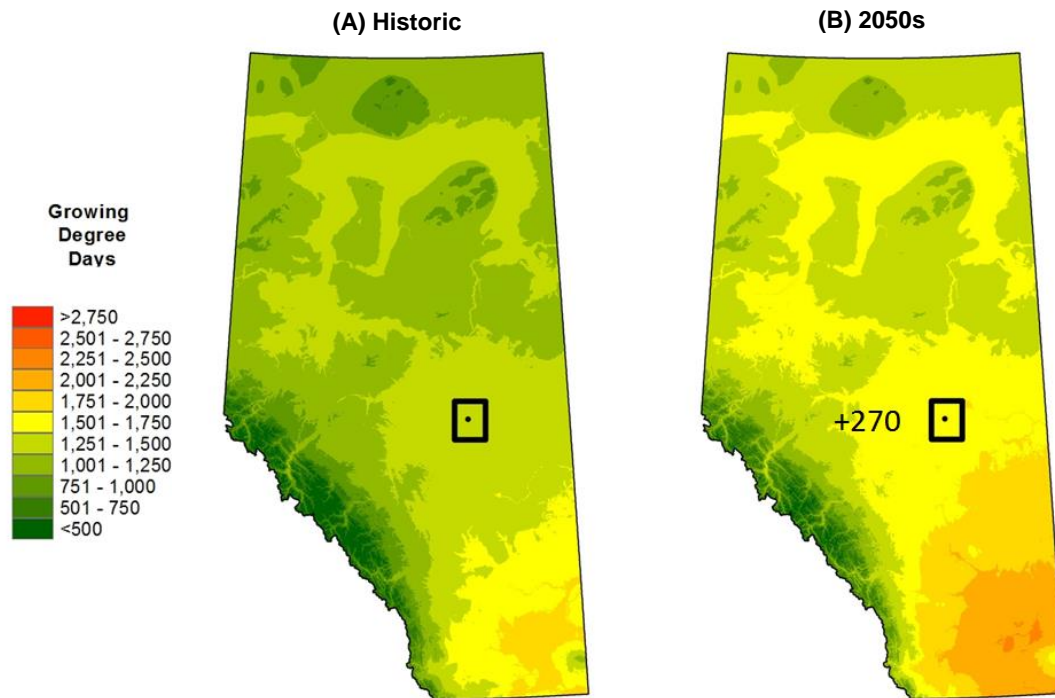 (A) Historic
(B) 2050s
Growing
Degree
Days
>2,750
2,501 - 2,750
2,251 - 2,500
2,001 - 2,250
1,751 - 2,000
1,501 - 1,750
1,251 - 1,500
1,001 - 1,250
751 - 1,000
501 - 750
<500
+270